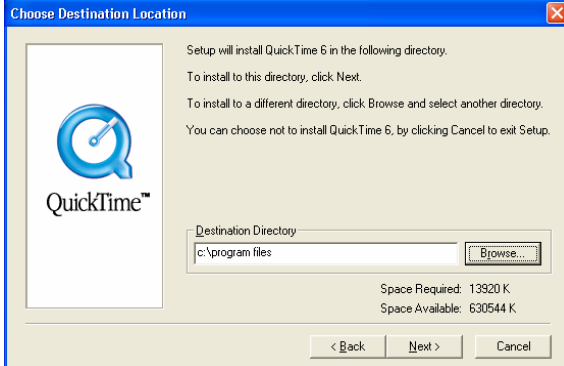 Choose Destination Location
Setup will install QuickTime 6 in the following directory.
To install to this directory, click Next.
To install to a different directory, click Browse and select another directory.
You can choose not to install QuickTime 6, by clicking Cancel to exit Setup.
QuickTime™
Destination Directory
c:\program files
Browse...
Space Required: 13920 K
Space Available: 630544 K
< Back
Next >
Cancel